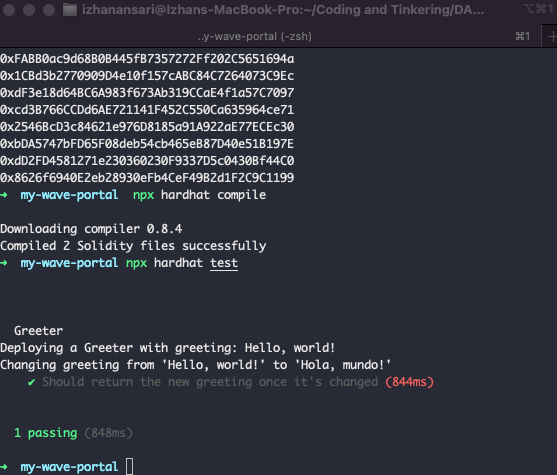 izhanansari@Izhans-MacBook-Pro:~/Coding and Tinkering/DA... ⌥⌘1
..y-wave-portal (-zsh) ⌘1 +
0xFABB0ac9d68B0B445fB7357272Ff202C5651694a
0x1CBd3b2770909D4e10f157cABC84C7264073C9Ec
0xdF3e18d64BC6A983f673Ab319CCaE4f1a57C7097
0xcd3B766CCDd6AE721141F452C550Ca635964ce71
0x2546BcD3c84621e976D8185a91A922aE77ECEc30
0xbDA5747bFD65F08deb54cb465eB87D40e51B197E
0xdD2FD4581271e230360230F9337D5c0430Bf44C0
0x8626f6940E2eb28930eFb4CeF49B2d1F2C9C1199
➜ my-wave-portal npx hardhat compile
Downloading compiler 0.8.4
Compiled 2 Solidity files successfully
➜ my-wave-portal npx hardhat test
Greeter
Deploying a Greeter with greeting: Hello, world!
Changing greeting from 'Hello, world!' to 'Hola, mundo!'
✔ Should return the new greeting once it's changed (844ms)
1 passing (848ms)
➜ my-wave-portal